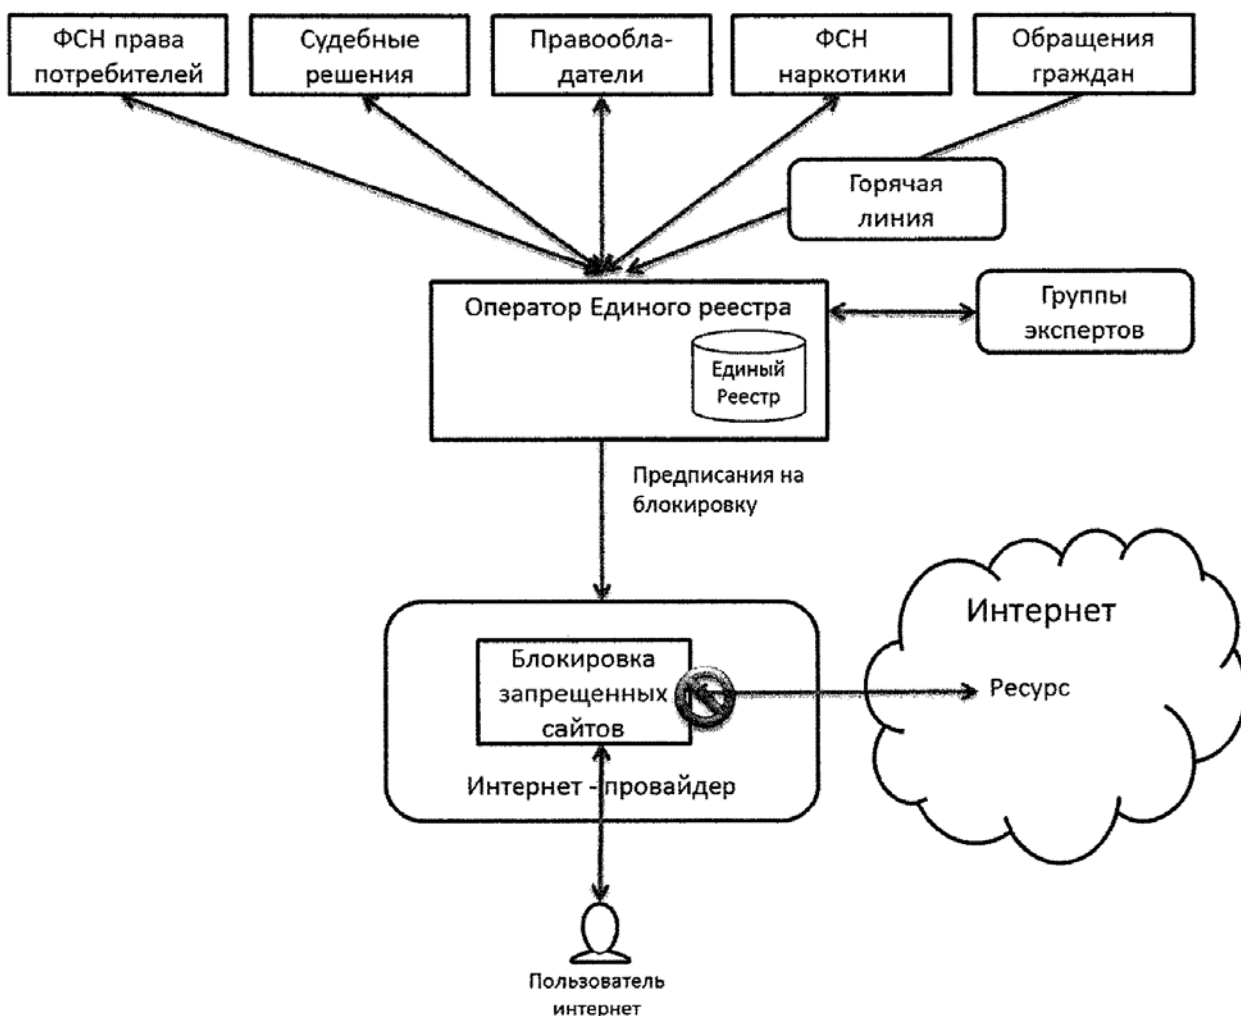 ФСН права
потребителей
Судебные
решения
Правообла-
датели
ФСН
наркотики
Обращения
граждан
Горячая
линия
Оператор Единого реестра
Единый
Реестр
Группы
экспертов
Предписания на
блокировку
Интернет
Ресурс
Блокировка
запрещенных
сайтов
Интернет - провайдер
Пользователь
интернет